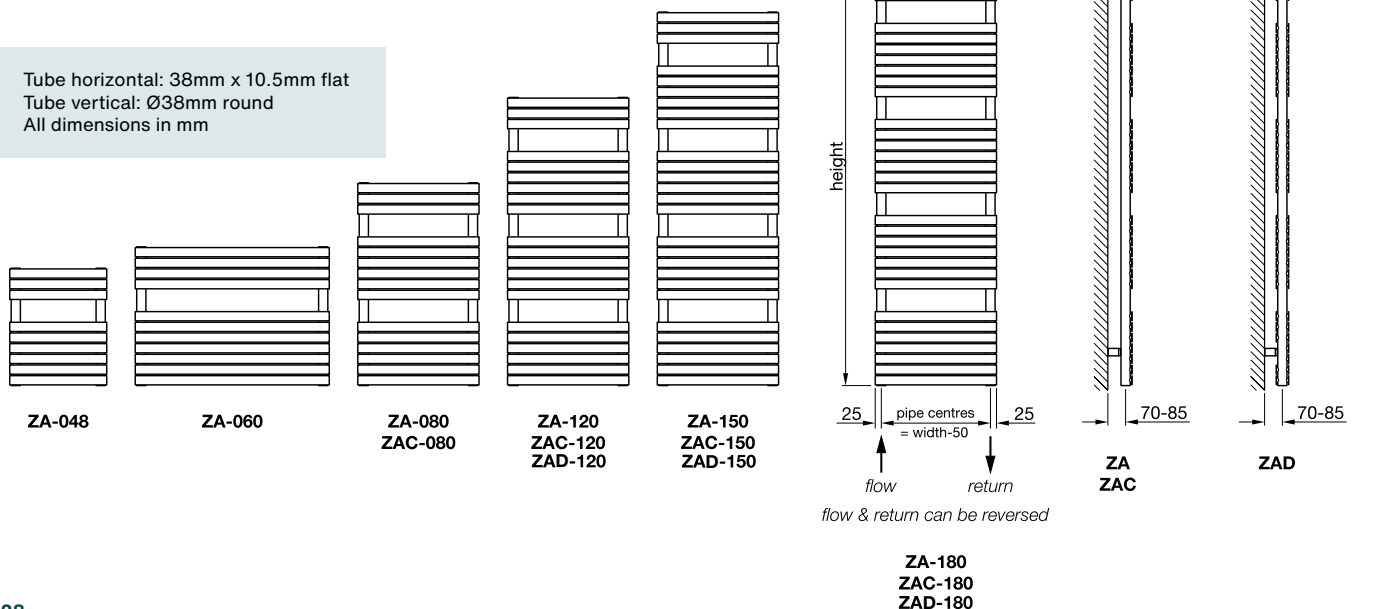 Tube horizontal: 38mm x 10.5mm flat
Tube vertical: Ø38mm round
All dimensions in mm
height
ZA-048
ZA-060
ZA-080
ZAC-080
ZA-120
ZAC-120
ZAD-120
ZA-150
ZAC-150
ZAD-150
25
pipe centres
= width-50
25
flow
return
flow & return can be reversed
ZA-180
ZAC-180
ZAD-180
70-85
ZA
ZAC
70-85
ZAD